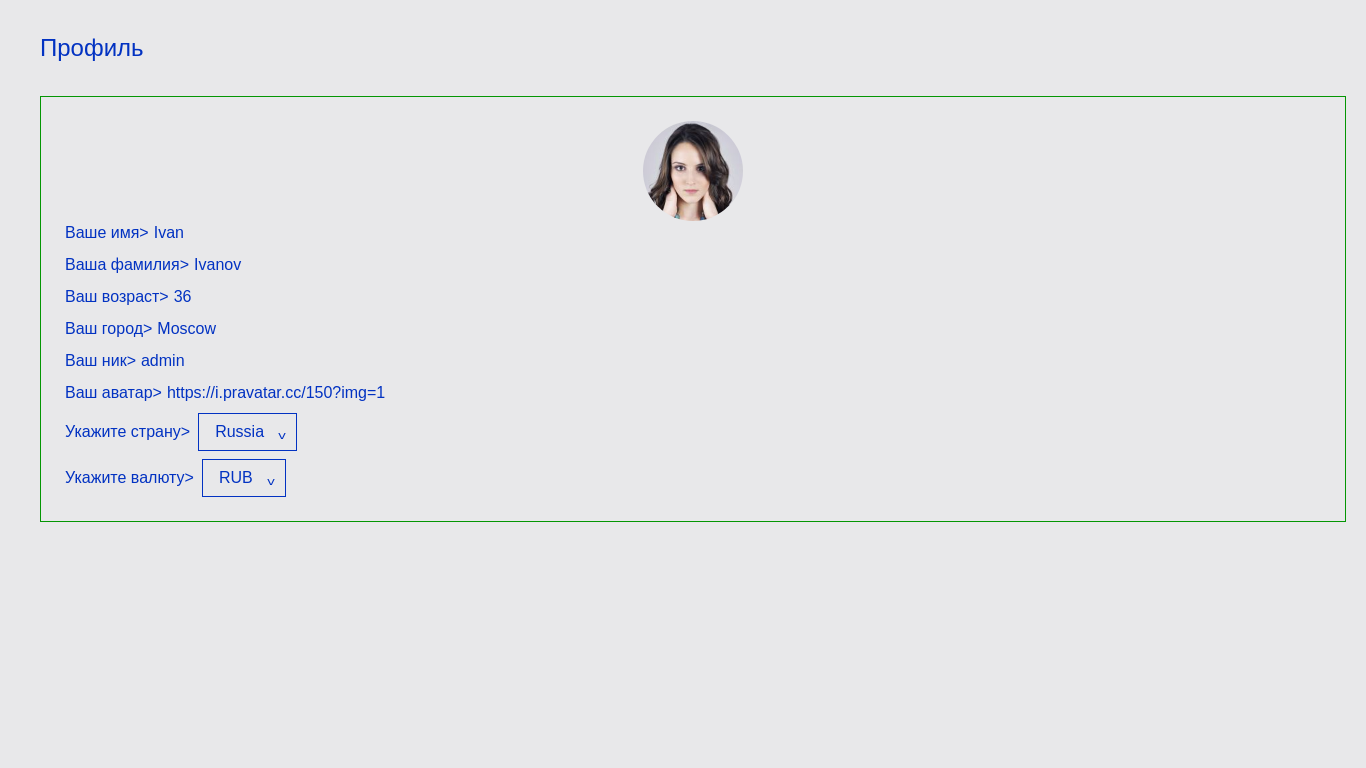 Профиль
Ваше имя> Ivan
Ваша фамилия> Ivanov
Ваш возраст> 36
Ваш город> Moscow
Ваш ник> admin
Ваш аватар> https://i.pravatar.cc/150?img=1
Укажите страну> Russia
Укажите валюту> RUB